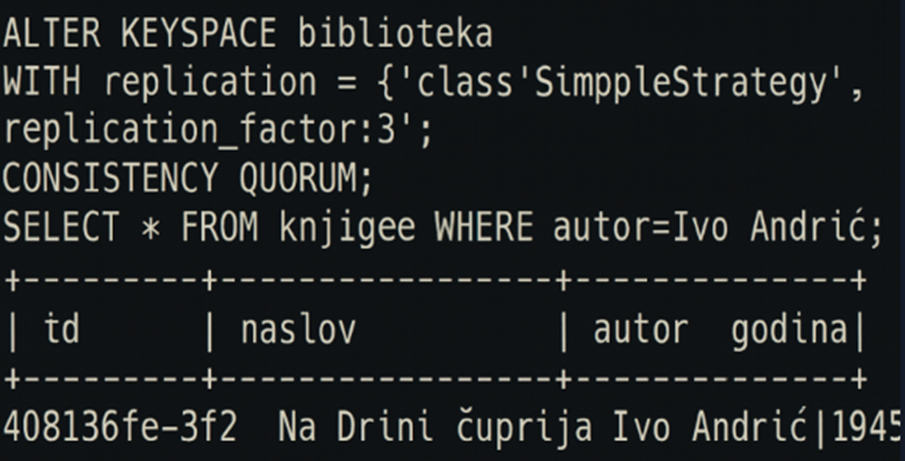 ALTER KEYSPACE biblioteka
WITH replication = {'class'SimppleStrategy',
replication_factor:3';
CONSISTENCY QUORUM;
SELECT * FROM knjigee WHERE autor=Ivo Andrić;
+---------+-----------------+--------------+
| td      | naslov          | autor  godina|
+---------+-----------------+--------------+
408136fe-3f2  Na Drini čuprija Ivo Andrić|1945